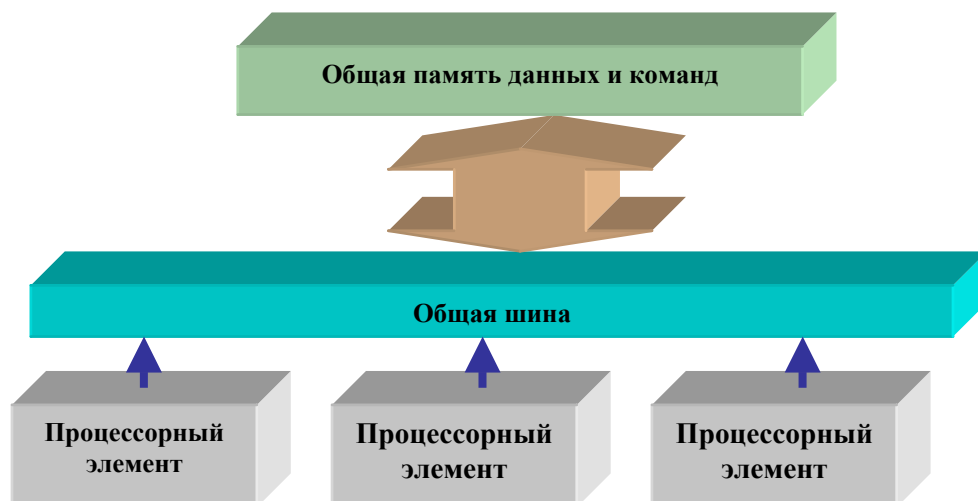 Общая память данных и команд
Общая шина
Процессорный
элемент
Процессорный
элемент
Процессорный
элемент